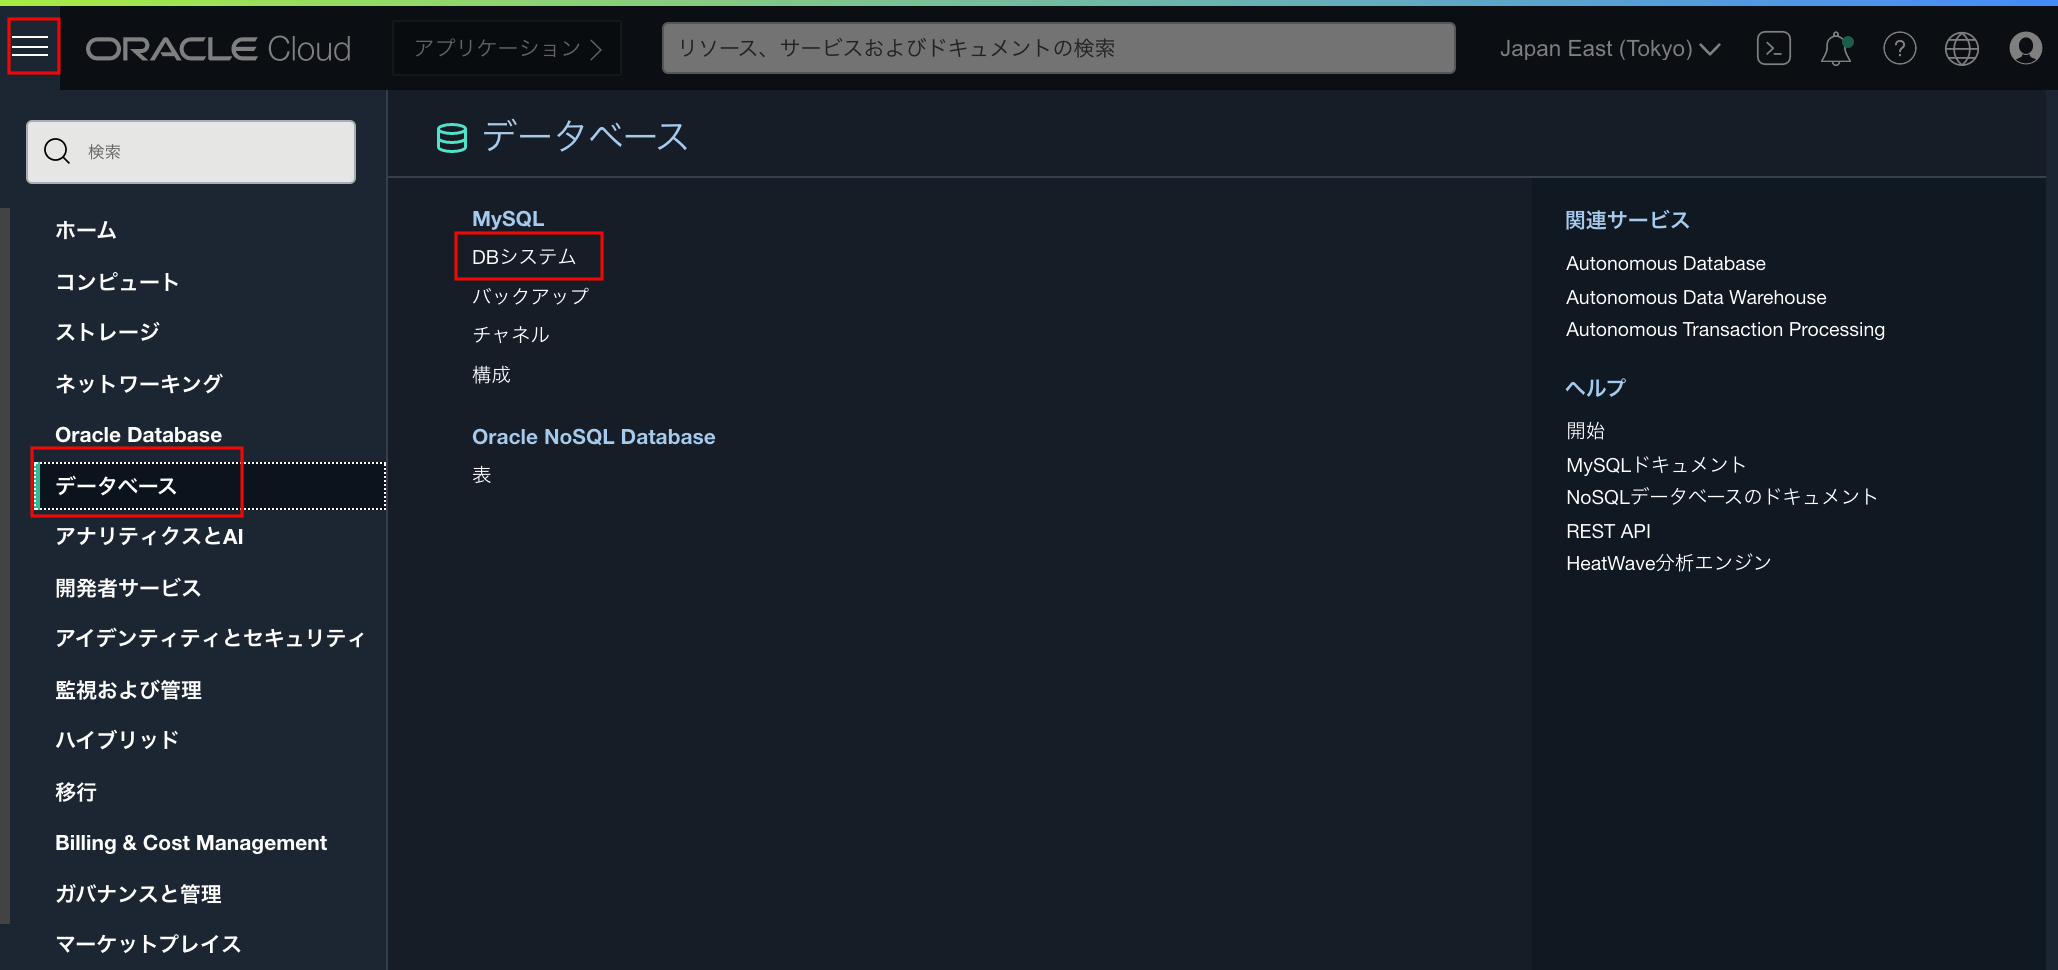 ORACLE Cloud
アプリケーション
リソース、サービスおよびドキュメントの検索
Japan East (Tokyo)
検索
ホーム
コンピュート
ストレージ
ネットワーキング
Oracle Database
データベース
アナリティクスとAI
開発者サービス
アイデンティティとセキュリティ
監視および管理
ハイブリッド
移行
Billing & Cost Management
ガバナンスと管理
マーケットプレイス
データベース
MySQL
DBシステム
バックアップ
チャネル
構成
Oracle NoSQL Database
表
関連サービス
Autonomous Database
Autonomous Data Warehouse
Autonomous Transaction Processing
ヘルプ
開始
MySQLドキュメント
NoSQLデータベースのドキュメント
REST API
HeatWave分析エンジン